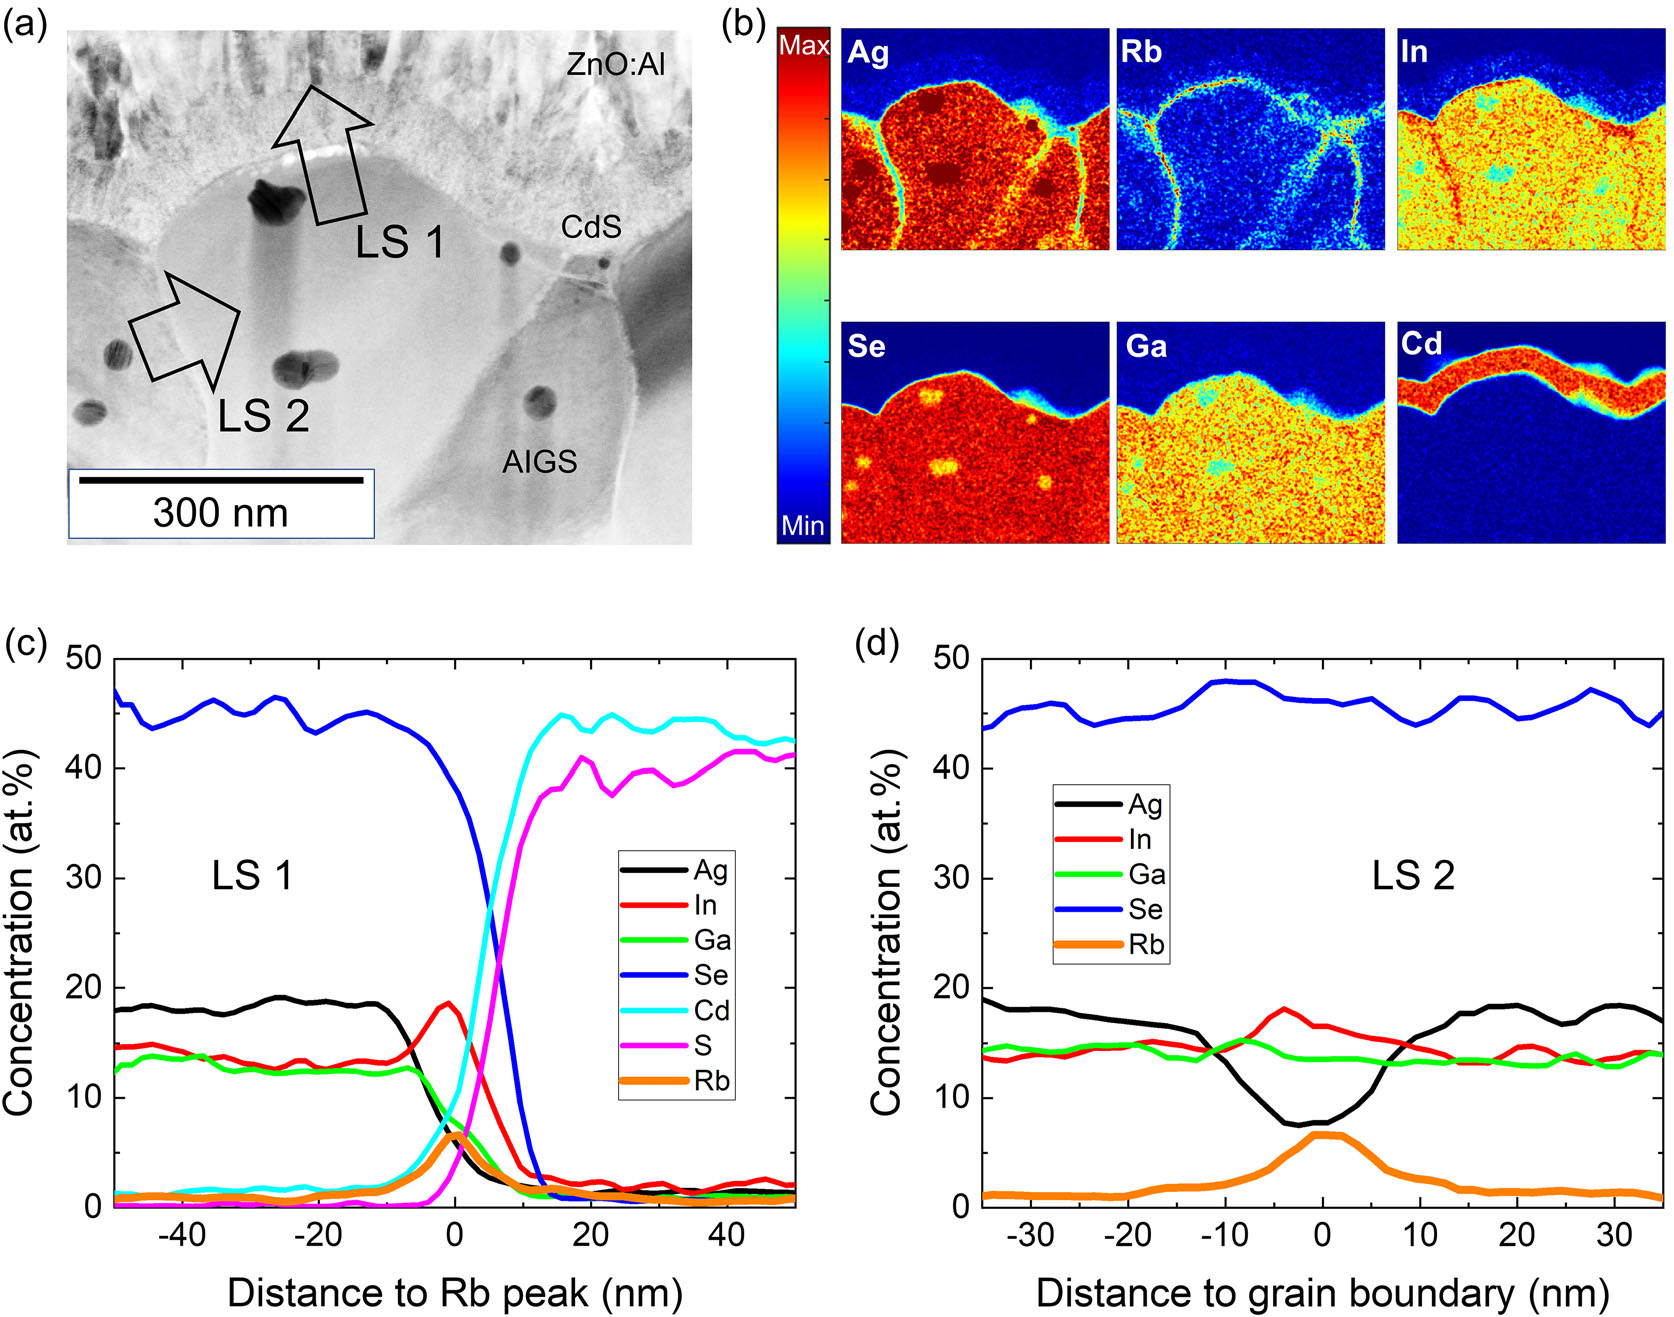 (a)
ZnO:Al
LS 1
CdS
LS 2
AIGS
300 nm
(b)
Max
Min
Ag
Rb
In
Se
Ga
Cd
(c)
50
40
30
20
10
0
Concentration (at.%)
LS 1
Ag
In
Ga
Se
Cd
S
Rb
-40 -20 0 20 40
Distance to Rb peak (nm)
(d)
50
40
30
20
10
0
Concentration (at.%)
LS 2
Ag
In
Ga
Se
Rb
-30 -20 -10 0 10 20 30
Distance to grain boundary (nm)